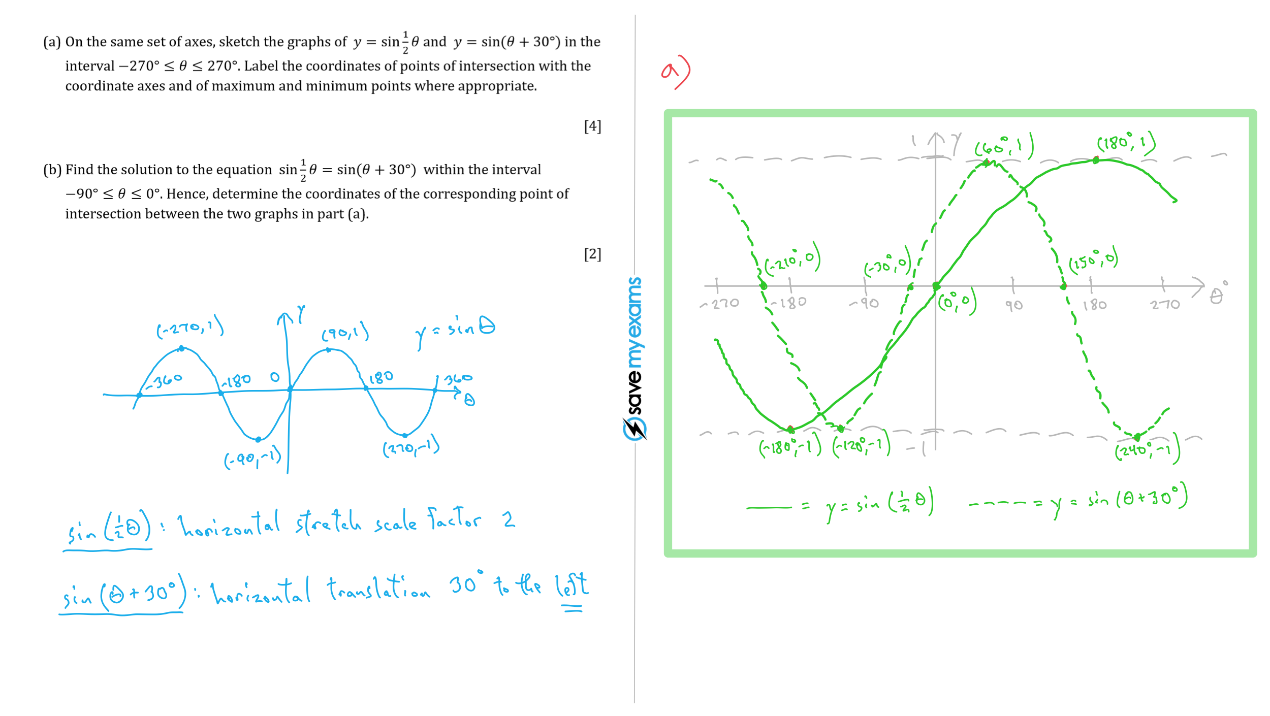 (a) On the same set of axes, sketch the graphs of y = sin½θ and y = sin(θ + 30°) in the
interval −270° ≤ θ ≤ 270°. Label the coordinates of points of intersection with the
coordinate axes and of maximum and minimum points where appropriate.
[4]
(b) Find the solution to the equation sin½θ = sin(θ + 30°) within the interval
−90° ≤ θ ≤ 0°. Hence, determine the coordinates of the corresponding point of
intersection between the two graphs in part (a).
[2]
(-270,1)
y
(90,1)
y = sin θ
-360
-180
0
180
360
θ
(-90,-1)
(270,-1)
sin(½θ): horizontal stretch scale factor 2
sin(θ+30°): horizontal translation 30° to the left
savemyexams
a)
1
y
(60°,1)
(180°,1)
(-210°,0)
(-30°,0)
(150°,0)
-270
-180
-90
(0°,0)
90
180
270
θ°
(-180°,-1)
(-120°,-1)
-1
(240°,-1)
= y = sin(½θ)
= y = sin(θ+30°)